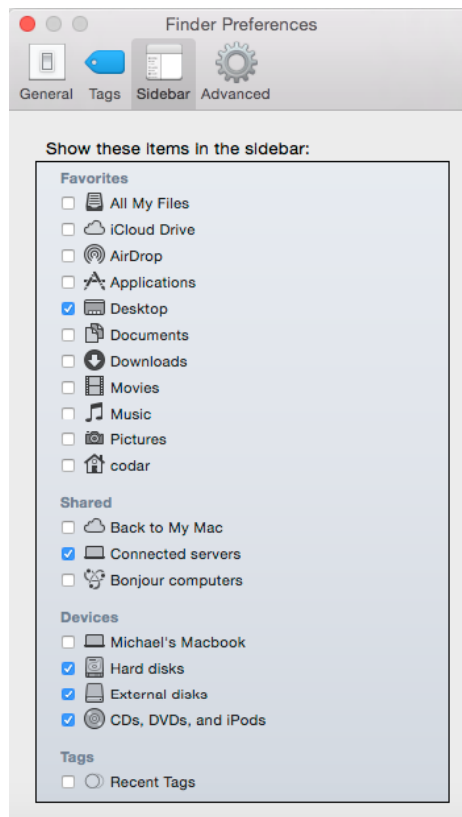 Finder Preferences
General Tags Sidebar Advanced
Show these items in the sidebar:
Favorites
All My Files
iCloud Drive
AirDrop
Applications
Desktop
Documents
Downloads
Movies
Music
Pictures
codar
Shared
Back to My Mac
Connected servers
Bonjour computers
Devices
Michael's Macbook
Hard disks
External disks
CDs, DVDs, and iPods
Tags
Recent Tags